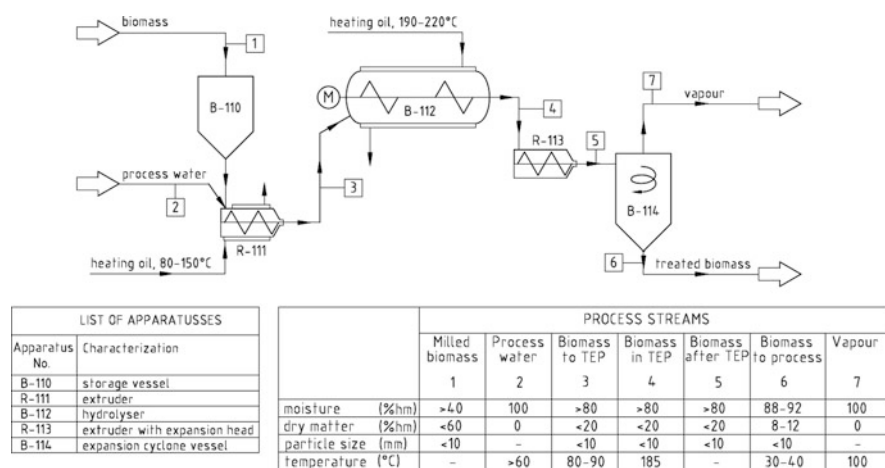 biomass
1
heating oil, 190-220°C
7
vapour
B-110
M
B-112
4
R-113
5
process water
2
3
B-114
R-111
6
heating oil, 80-150°C
treated biomass
LIST OF APPARATUSSES
Apparatus No. Characterization
B-110 storage vessel
R-111 extruder
B-112 hydrolyser
R-113 extruder with expansion head
B-114 expansion cyclone vessel
PROCESS STREAMS
Milled Process Biomass Biomass Biomass Biomass Vapour
biomass water to TEP in TEP after TEP to process
1 2 3 4 5 6 7
moisture (%hm) >40 100 >80 >80 >80 88-92 100
dry matter (%hm) <60 0 <20 <20 <20 8-12 0
particle size (mm) <10 - <10 <10 <10 <10 -
temperature (°C) - >60 80-90 185 - 30-40 100